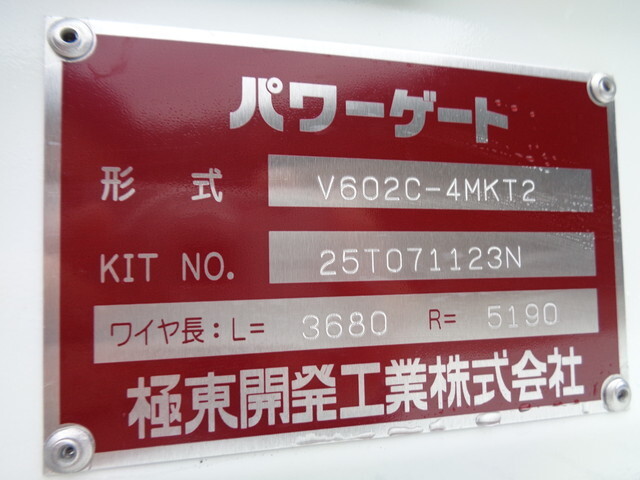 パワーゲート
形 式 V602C-4MKT2
KIT NO. 25T071123N
ワイヤ長：L= 3680 R= 5190
極東開発工業株式会社